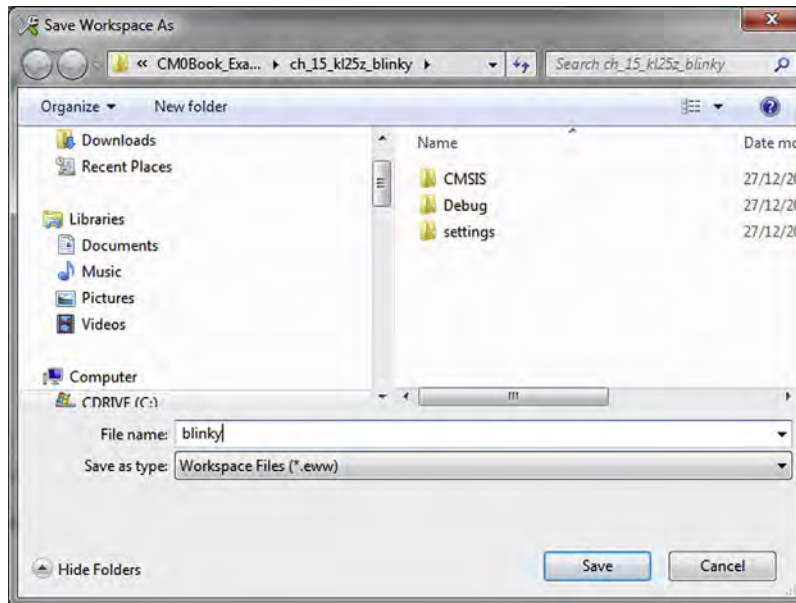 Save Workspace As
« CM0Book_Exa... ▸ ch_15_kl25z_blinky ▸
Search ch_15_kl25z_blinky
Organize
New folder
Downloads
Recent Places
Libraries
Documents
Music
Pictures
Videos
Computer
CDRIVE (C:)
Name
Date mo
CMSIS
27/12/20
Debug
27/12/20
settings
27/12/20
File name: blinky
Save as type: Workspace Files (*.eww)
Hide Folders
Save
Cancel